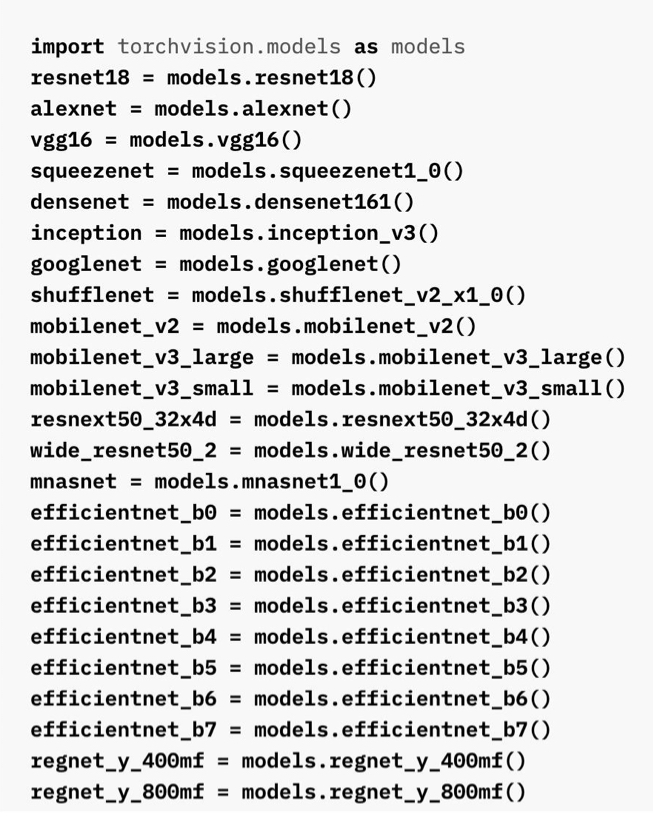 import torchvision.models as models
resnet18 = models.resnet18()
alexnet = models.alexnet()
vgg16 = models.vgg16()
squeezenet = models.squeezenet1_0()
densenet = models.densenet161()
inception = models.inception_v3()
googlenet = models.googlenet()
shufflenet = models.shufflenet_v2_x1_0()
mobilenet_v2 = models.mobilenet_v2()
mobilenet_v3_large = models.mobilenet_v3_large()
mobilenet_v3_small = models.mobilenet_v3_small()
resnext50_32x4d = models.resnext50_32x4d()
wide_resnet50_2 = models.wide_resnet50_2()
mnasnet = models.mnasnet1_0()
efficientnet_b0 = models.efficientnet_b0()
efficientnet_b1 = models.efficientnet_b1()
efficientnet_b2 = models.efficientnet_b2()
efficientnet_b3 = models.efficientnet_b3()
efficientnet_b4 = models.efficientnet_b4()
efficientnet_b5 = models.efficientnet_b5()
efficientnet_b6 = models.efficientnet_b6()
efficientnet_b7 = models.efficientnet_b7()
regnet_y_400mf = models.regnet_y_400mf()
regnet_y_800mf = models.regnet_y_800mf()